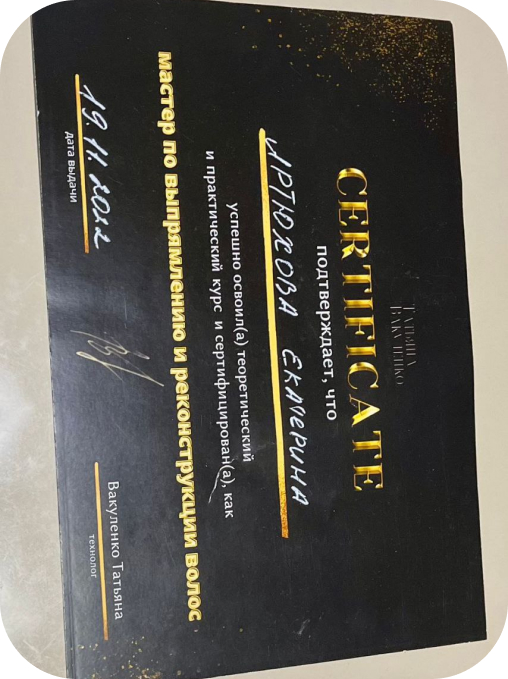 ТАТЬЯНА
ВАКУЛЕНКО
CERTIFICATE
подтверждает, что
АРТЮХОВА ЕКАТЕРИНА
успешно освоил(а) теоретический
и практический курс и сертифицирован(а), как
мастер по выпрямлению и реконструкции волос
19.11.2022
дата выдачи
Вакуленко Татьяна
технолог